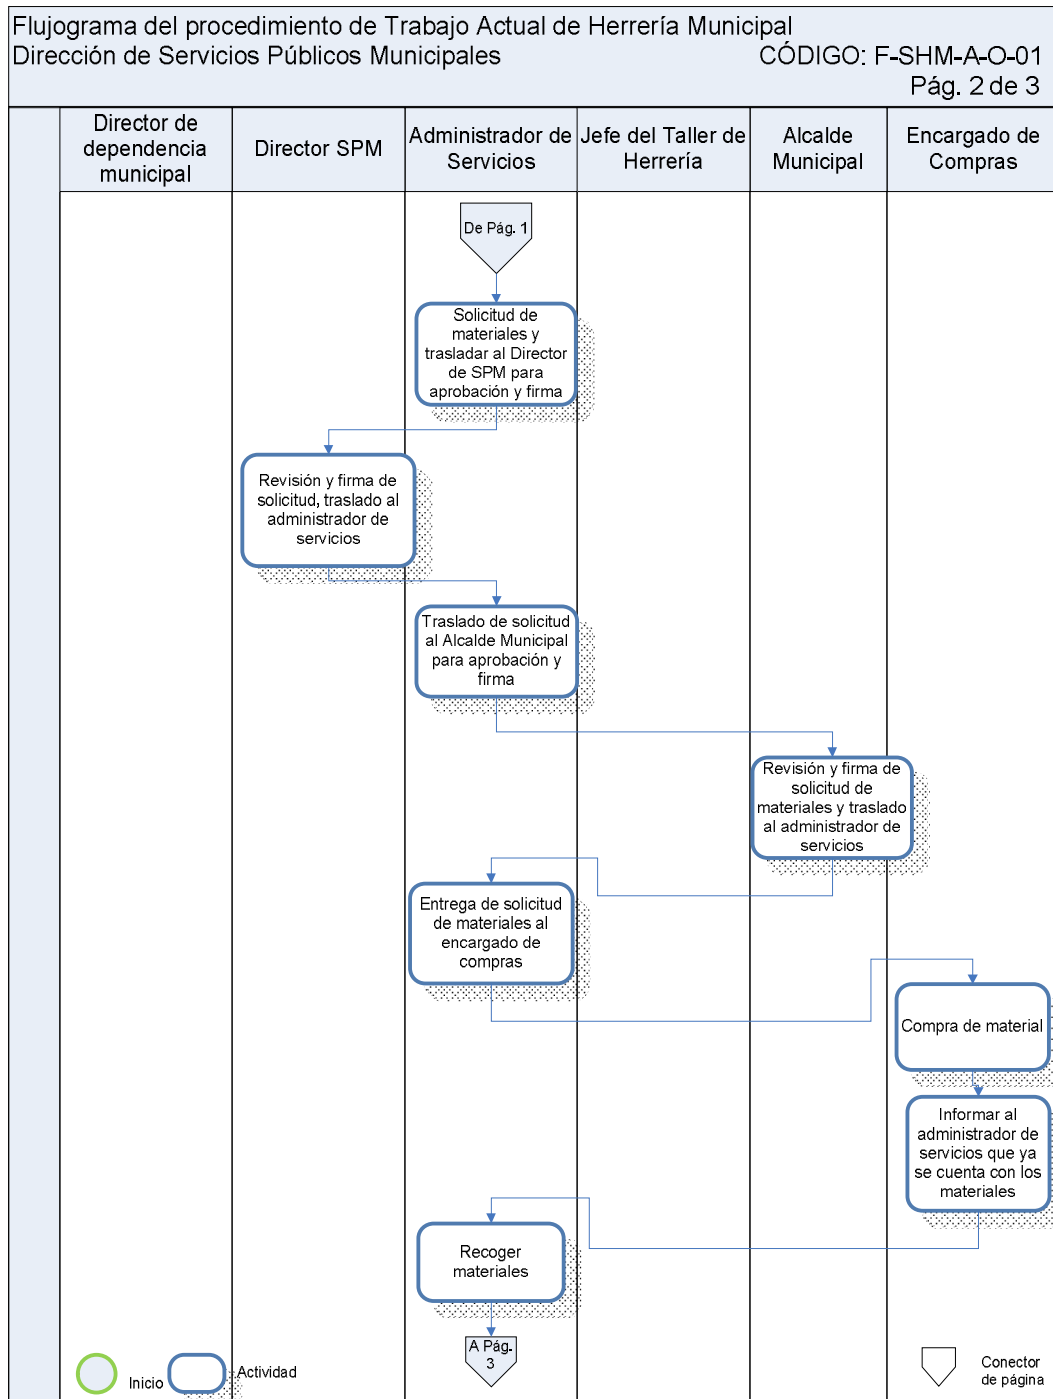 Flujograma del procedimiento de Trabajo Actual de Herrería Municipal
Dirección de Servicios Públicos Municipales
CÓDIGO: F-SHM-A-O-01
Pág. 2 de 3
Director de
dependencia
municipal
Director SPM
Administrador de
Servicios
Jefe del Taller de
Herrería
Alcalde
Municipal
Encargado de
Compras
De Pág. 1
Solicitud de
materiales y
trasladar al Director
de SPM para
aprobación y firma
Revisión y firma de
solicitud, traslado al
administrador de
servicios
Traslado de solicitud
al Alcalde Municipal
para aprobación y
firma
Revisión y firma de
solicitud de
materiales y traslado
al administrador de
servicios
Entrega de solicitud
de materiales al
encargado de
compras
Compra de material
Informar al
administrador de
servicios que ya
se cuenta con los
materiales
Recoger
materiales
A Pág.
3
Inicio
Actividad
Conector
de página